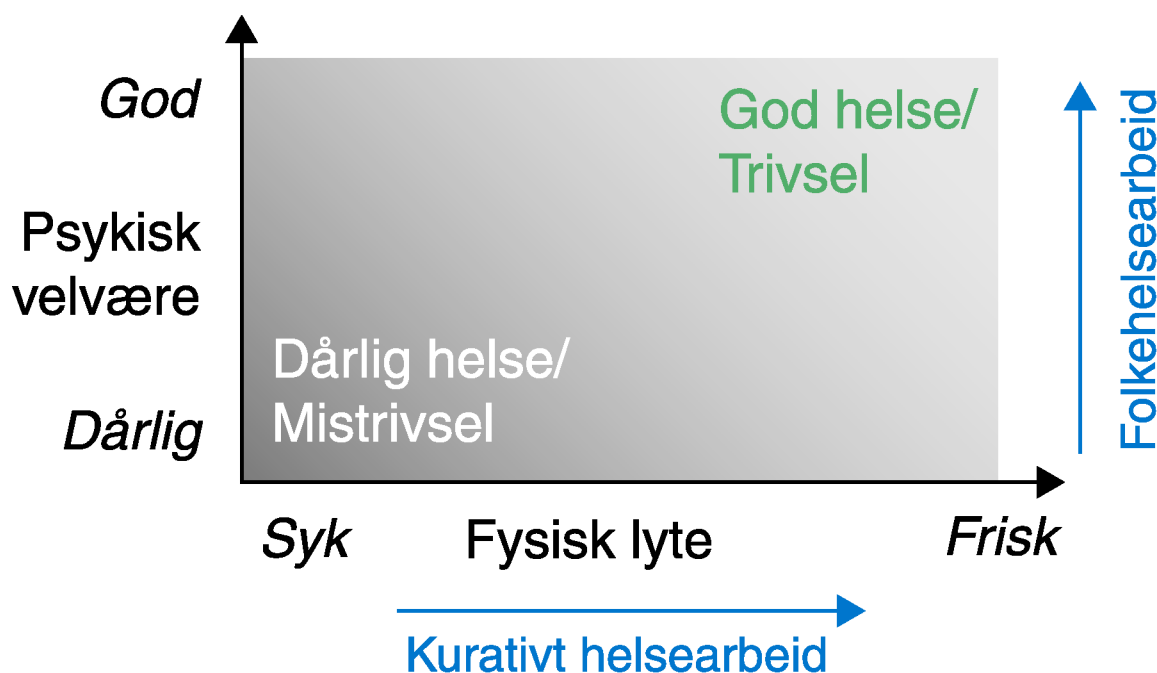 God
God helse/
Trivsel
Psykisk
velvære
Dårlig helse/
Mistrivsel
Dårlig
Folkehelsearbeid
Syk
Fysisk lyte
Frisk
Kurativt helsearbeid